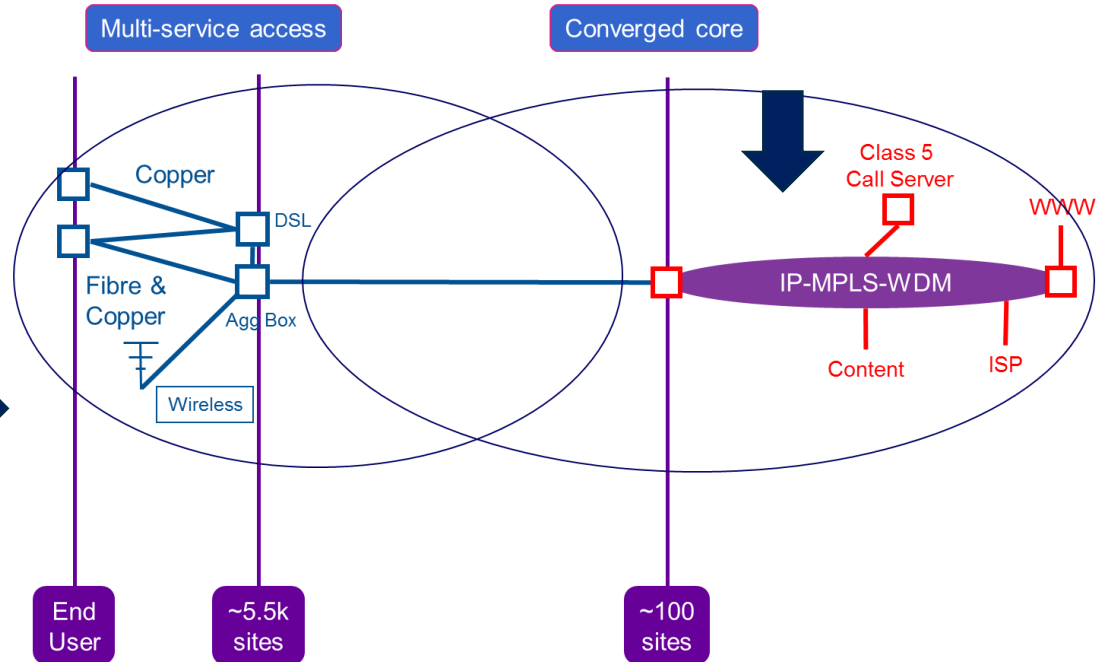 Multi-service access
Converged core
Class 5
Call Server
Copper
WWW
DSL
IP-MPLS-WDM
Fibre &
Copper
Agg Box
Content
ISP
Wireless
End
User
~5.5k
sites
~100
sites